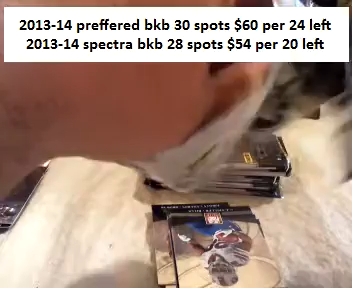 2013-14 preffered bkb 30 spots $60 per 24 left
2013-14 spectra bkb 28 spots $54 per 20 left